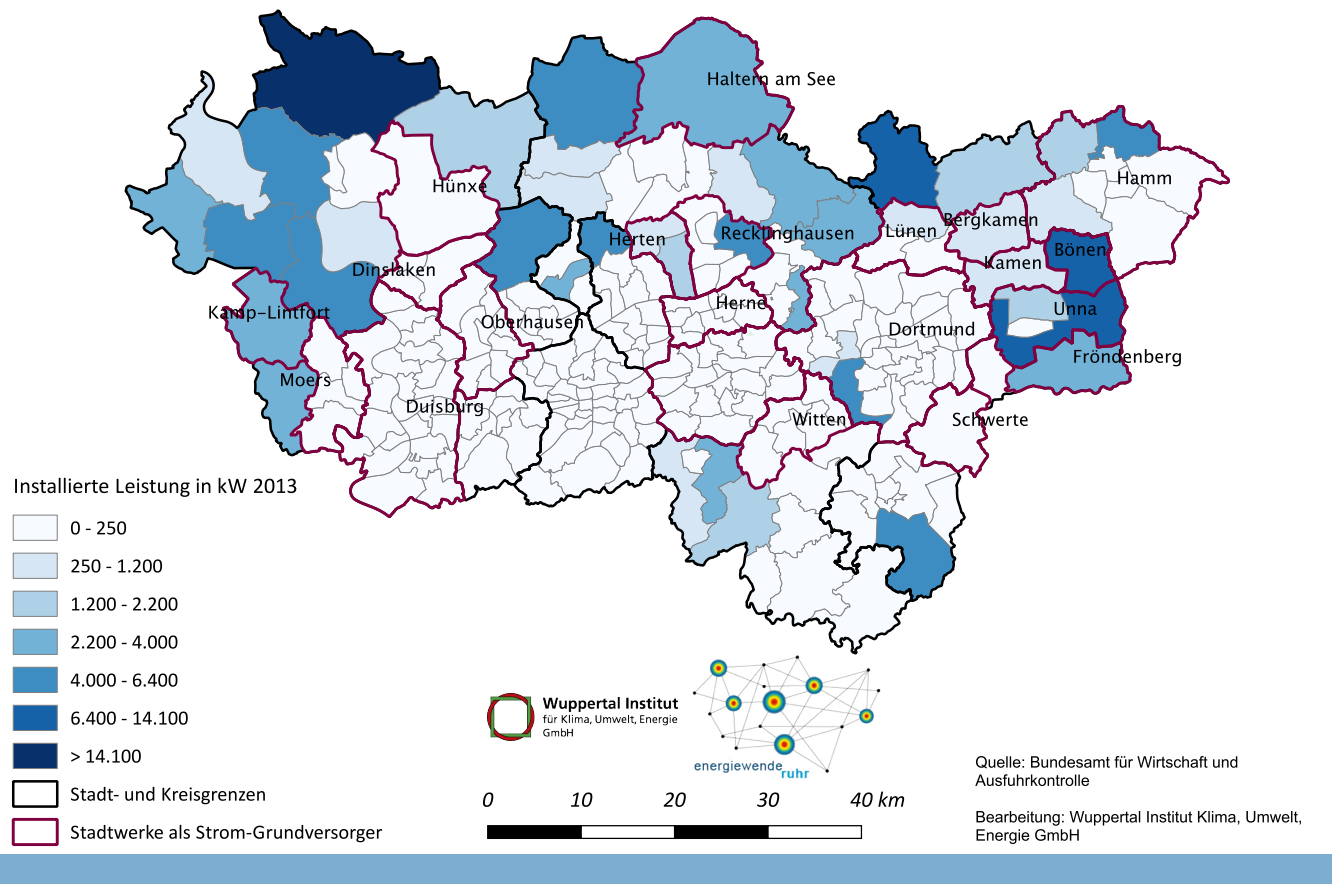 Haltern am See
Hünxe
Hamm
Herten
Recklinghausen
Lünen
Bergkamen
Bönen
Kamen
Dinslaken
Kamp-Lintfort
Oberhausen
Herne
Dortmund
Unna
Fröndenberg
Moers
Duisburg
Witten
Schwerte
Installierte Leistung in kW 2013
0 - 250
250 - 1.200
1.200 - 2.200
2.200 - 4.000
4.000 - 6.400
6.400 - 14.100
> 14.100
Stadt- und Kreisgrenzen
Stadtwerke als Strom-Grundversorger
Wuppertal Institut
für Klima, Umwelt, Energie
GmbH
energiewende
ruhr
0 10 20 30 40 km
Quelle: Bundesamt für Wirtschaft und
Ausfuhrkontrolle
Bearbeitung: Wuppertal Institut Klima, Umwelt,
Energie GmbH